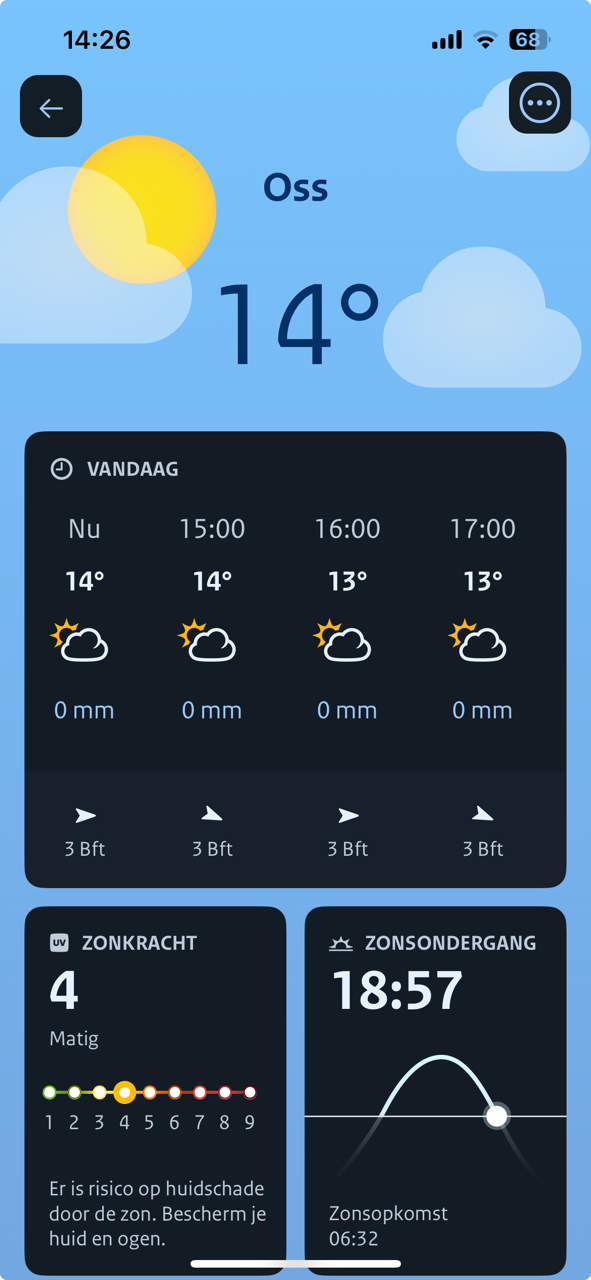 14:26
68
Oss
14°
VANDAAG
Nu 15:00 16:00 17:00
14° 14° 13° 13°
0 mm 0 mm 0 mm 0 mm
3 Bft 3 Bft 3 Bft 3 Bft
UV ZONKRACHT
4
Matig
1 2 3 4 5 6 7 8 9
Er is risico op huidschade
door de zon. Bescherm je
huid en ogen.
ZONSONDERGANG
18:57
Zonsopkomst
06:32